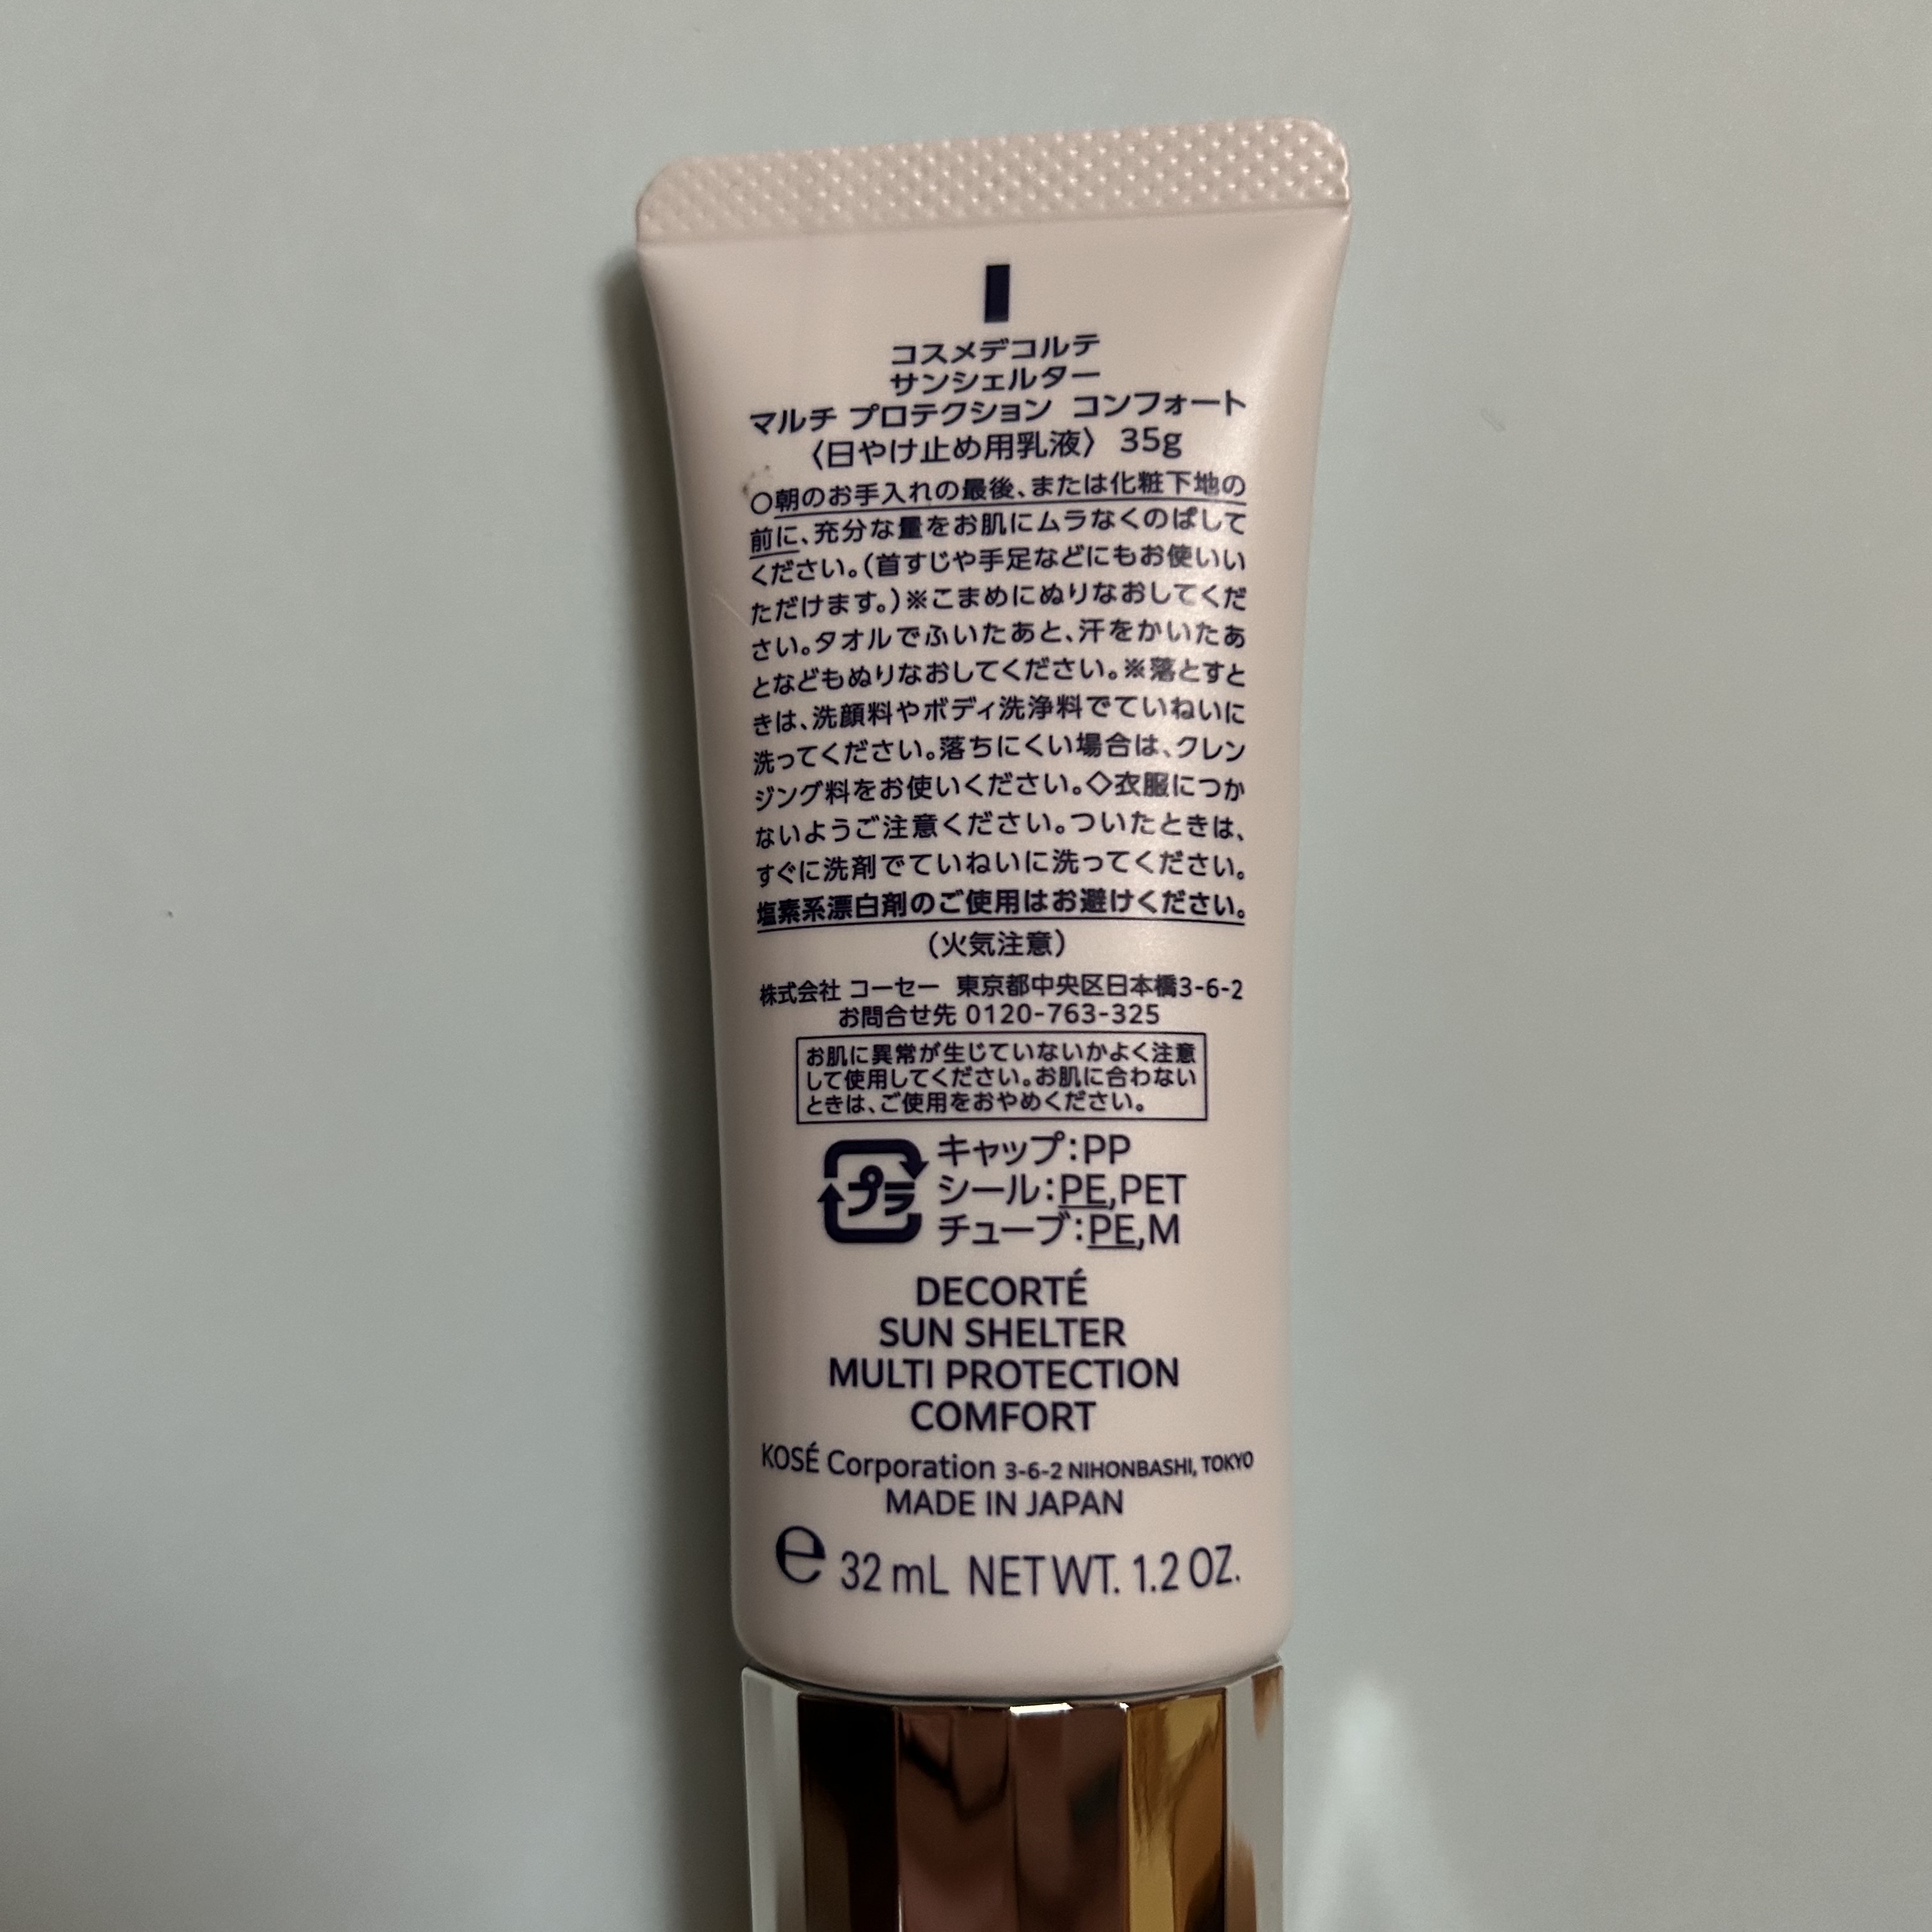 コスメデコルテ
サンシェルター
マルチ プロテクション コンフォート
〈日やけ止め用乳液〉 35g
○朝のお手入れの最後、または化粧下地の
前に、充分な量をお肌にムラなくのばして
ください。(首すじや手足などにもお使いい
ただけます。)※こまめにぬりなおしてくだ
さい。タオルでふいたあと、汗をかいたあ
となどもぬりなおしてください。※落とすと
きは、洗顔料やボディ洗浄料でていねいに
洗ってください。落ちにくい場合は、クレン
ジング料をお使いください。◇衣服につか
ないようご注意ください。ついたときは、
すぐに洗剤でていねいに洗ってください。
塩素系漂白剤のご使用はお避けください。
(火気注意)
株式会社 コーセー 東京都中央区日本橋3-6-2
お問合せ先 0120-763-325
お肌に異常が生じていないかよく注意
して使用してください。お肌に合わない
ときは、ご使用をおやめください。
プラ
キャップ:PP
シール:PE,PET
チューブ:PE,M
DECORTÉ
SUN SHELTER
MULTI PROTECTION
COMFORT
KOSÉ Corporation 3-6-2 NIHONBASHI, TOKYO
MADE IN JAPAN
e 32 mL NET WT. 1.2 OZ.